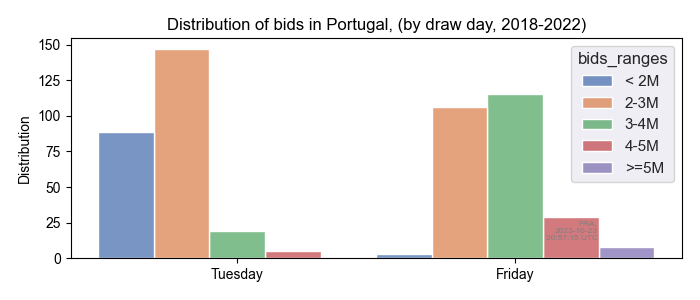 Distribution of bids in Portugal, (by draw day, 2018-2022)
150
125
100
75
50
25
0
Distribution
bids_ranges
< 2M
2-3M
3-4M
4-5M
>=5M
Tuesday
Friday